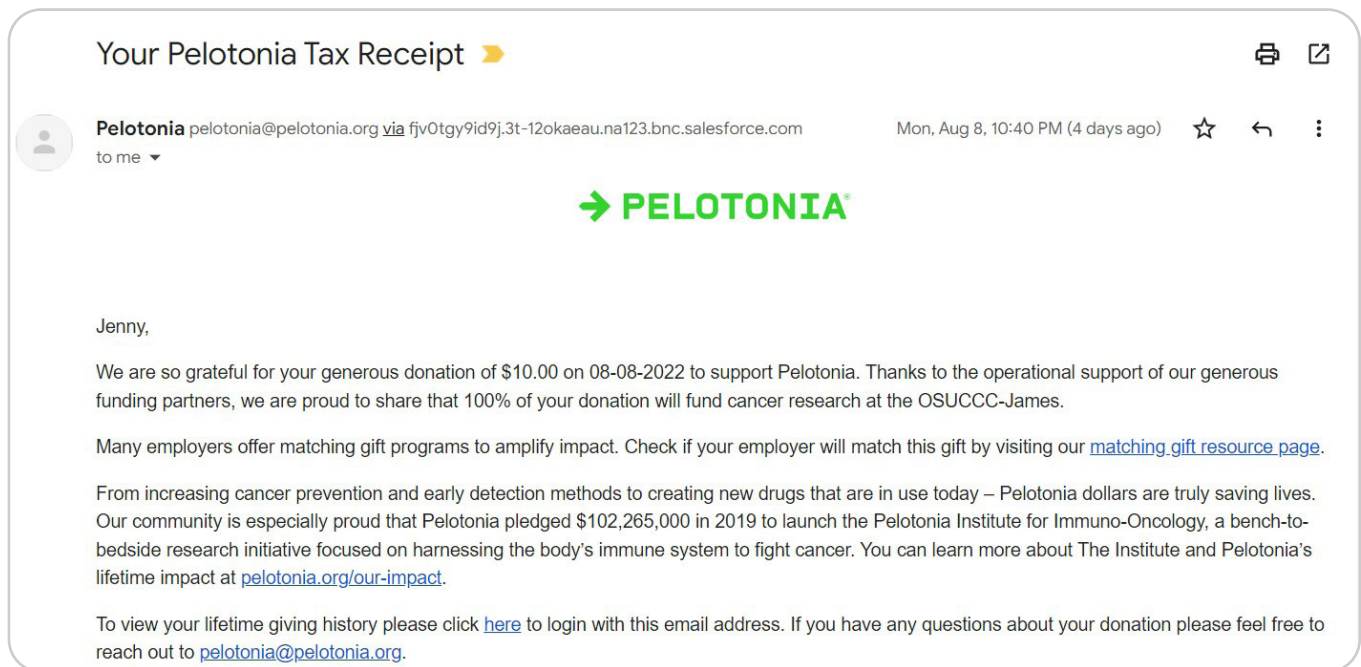 Your Pelotonia Tax Receipt
Pelotonia pelotonia@pelotonia.org via fjv0tgy9id9j.3t-12okaeau.na123.bnc.salesforce.com Mon, Aug 8, 10:40 PM (4 days ago)
to me
PELOTONIA®
Jenny,
We are so grateful for your generous donation of $10.00 on 08-08-2022 to support Pelotonia. Thanks to the operational support of our generous
funding partners, we are proud to share that 100% of your donation will fund cancer research at the OSUCCC-James.
Many employers offer matching gift programs to amplify impact. Check if your employer will match this gift by visiting our matching gift resource page.
From increasing cancer prevention and early detection methods to creating new drugs that are in use today – Pelotonia dollars are truly saving lives.
Our community is especially proud that Pelotonia pledged $102,265,000 in 2019 to launch the Pelotonia Institute for Immuno-Oncology, a bench-to-
bedside research initiative focused on harnessing the body’s immune system to fight cancer. You can learn more about The Institute and Pelotonia’s
lifetime impact at pelotonia.org/our-impact.
To view your lifetime giving history please click here to login with this email address. If you have any questions about your donation please feel free to
reach out to pelotonia@pelotonia.org.